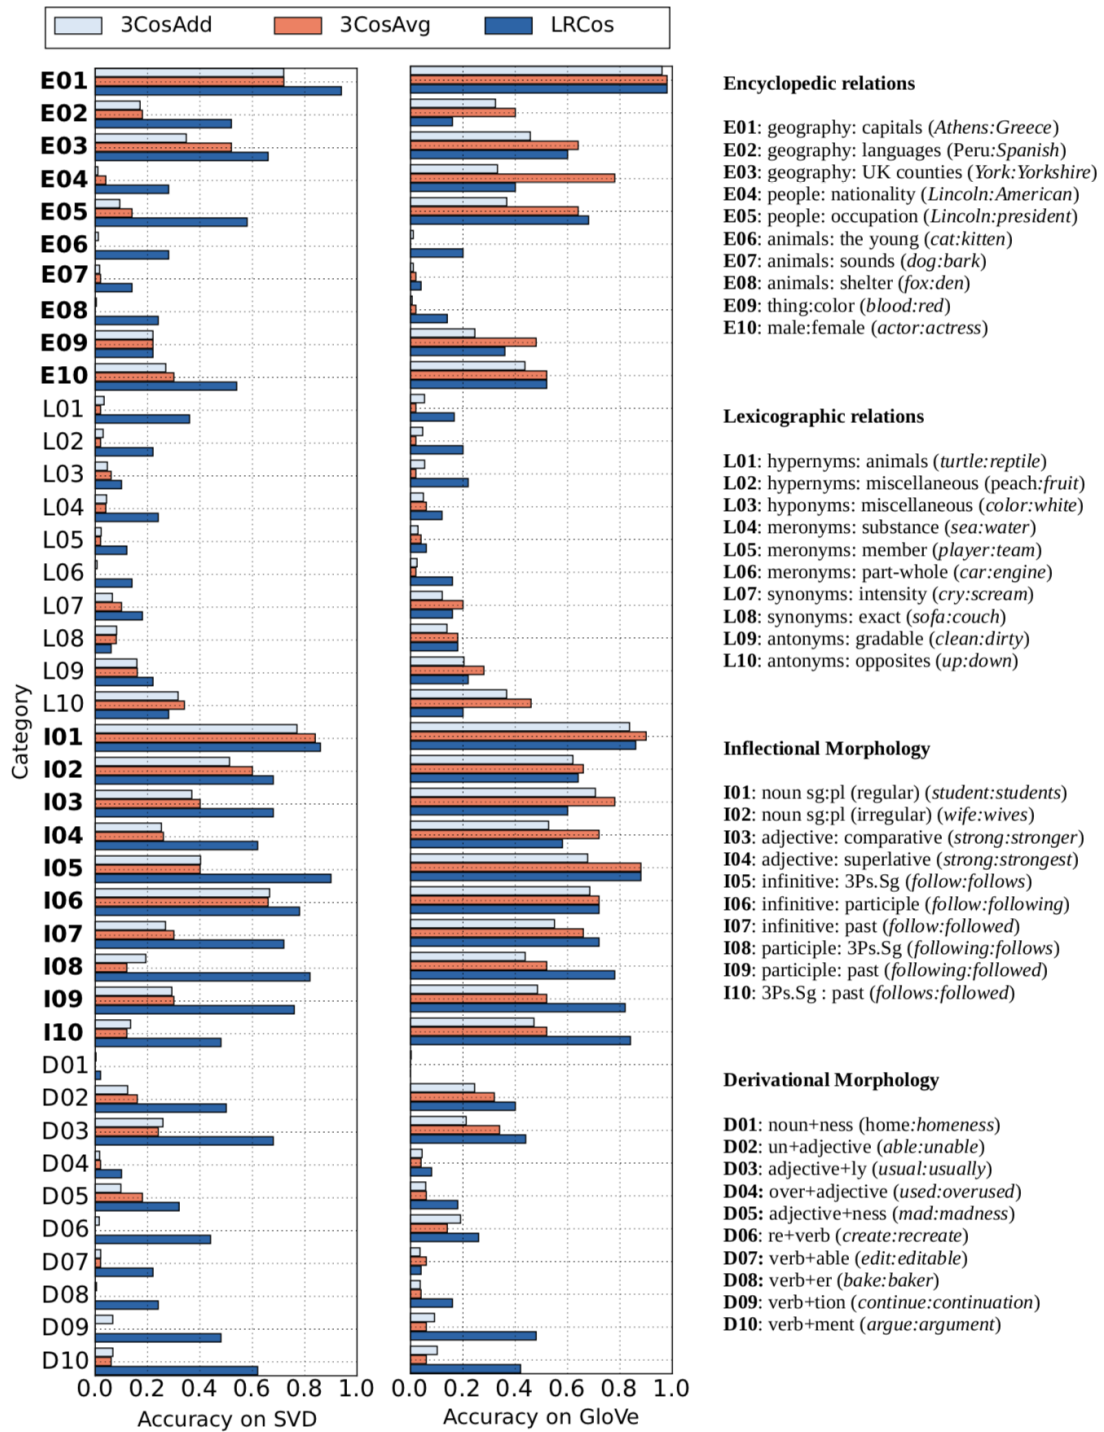 3CosAdd 3CosAvg LRCos
Category
E01
E02
E03
E04
E05
E06
E07
E08
E09
E10
L01
L02
L03
L04
L05
L06
L07
L08
L09
L10
I01
I02
I03
I04
I05
I06
I07
I08
I09
I10
D01
D02
D03
D04
D05
D06
D07
D08
D09
D10
0.0 0.2 0.4 0.6 0.8 1.0
Accuracy on SVD
0.0 0.2 0.4 0.6 0.8 1.0
Accuracy on GloVe
Encyclopedic relations
E01: geography: capitals (Athens:Greece)
E02: geography: languages (Peru:Spanish)
E03: geography: UK counties (York:Yorkshire)
E04: people: nationality (Lincoln:American)
E05: people: occupation (Lincoln:president)
E06: animals: the young (cat:kitten)
E07: animals: sounds (dog:bark)
E08: animals: shelter (fox:den)
E09: thing:color (blood:red)
E10: male:female (actor:actress)
Lexicographic relations
L01: hypernyms: animals (turtle:reptile)
L02: hypernyms: miscellaneous (peach:fruit)
L03: hyponyms: miscellaneous (color:white)
L04: meronyms: substance (sea:water)
L05: meronyms: member (player:team)
L06: meronyms: part-whole (car:engine)
L07: synonyms: intensity (cry:scream)
L08: synonyms: exact (sofa:couch)
L09: antonyms: gradable (clean:dirty)
L10: antonyms: opposites (up:down)
Inflectional Morphology
I01: noun sg:pl (regular) (student:students)
I02: noun sg:pl (irregular) (wife:wives)
I03: adjective: comparative (strong:stronger)
I04: adjective: superlative (strong:strongest)
I05: infinitive: 3Ps.Sg (follow:follows)
I06: infinitive: participle (follow:following)
I07: infinitive: past (follow:followed)
I08: participle: 3Ps.Sg (following:follows)
I09: participle: past (following:followed)
I10: 3Ps.Sg : past (follows:followed)
Derivational Morphology
D01: noun+ness (home:homeness)
D02: un+adjective (able:unable)
D03: adjective+ly (usual:usually)
D04: over+adjective (used:overused)
D05: adjective+ness (mad:madness)
D06: re+verb (create:recreate)
D07: verb+able (edit:editable)
D08: verb+er (bake:baker)
D09: verb+tion (continue:continuation)
D10: verb+ment (argue:argument)